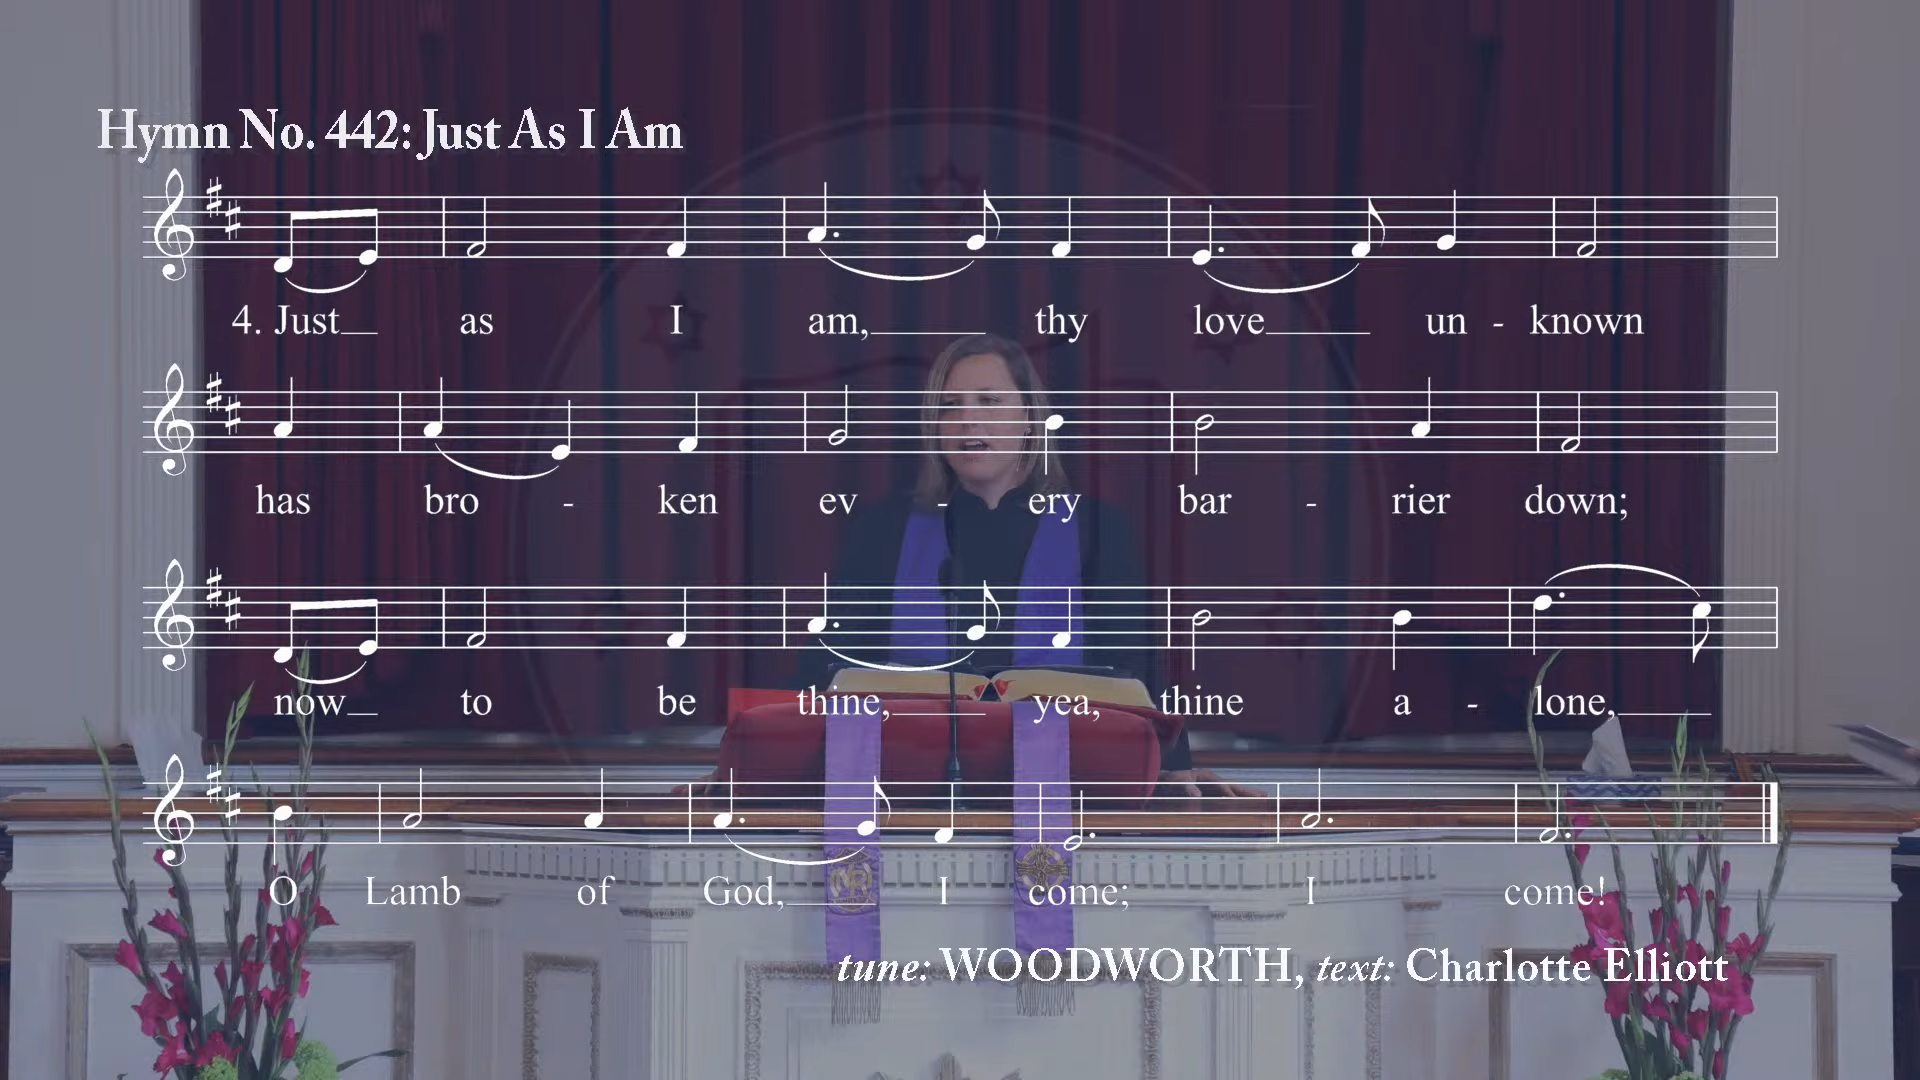 Hymn No. 442: Just As I Am
4. Just as I am, thy love un - known
has bro - ken ev - ery bar - rier down;
now to be thine, yea, thine a - lone,
O Lamb of God, I come; I come!
tune: WOODWORTH, text: Charlotte Elliott